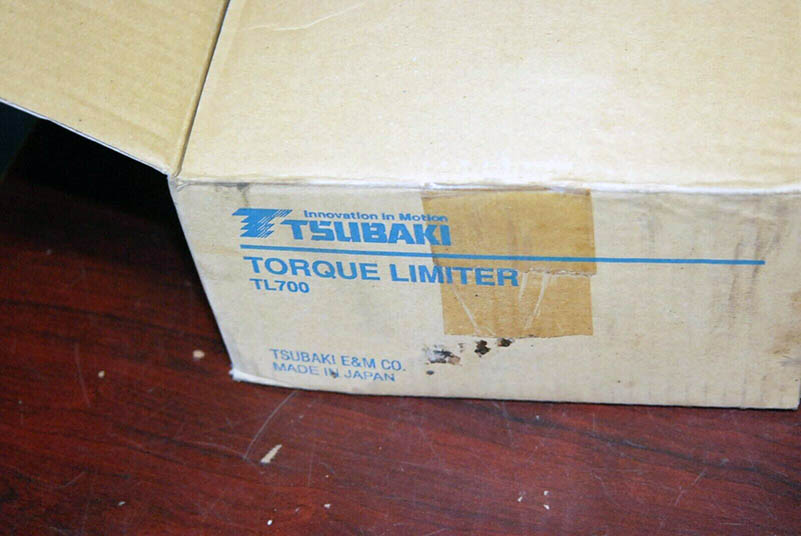 Innovation in Motion
TSUBAKI
TORQUE LIMITER
TL700
TSUBAKI E&M CO.
MADE IN JAPAN